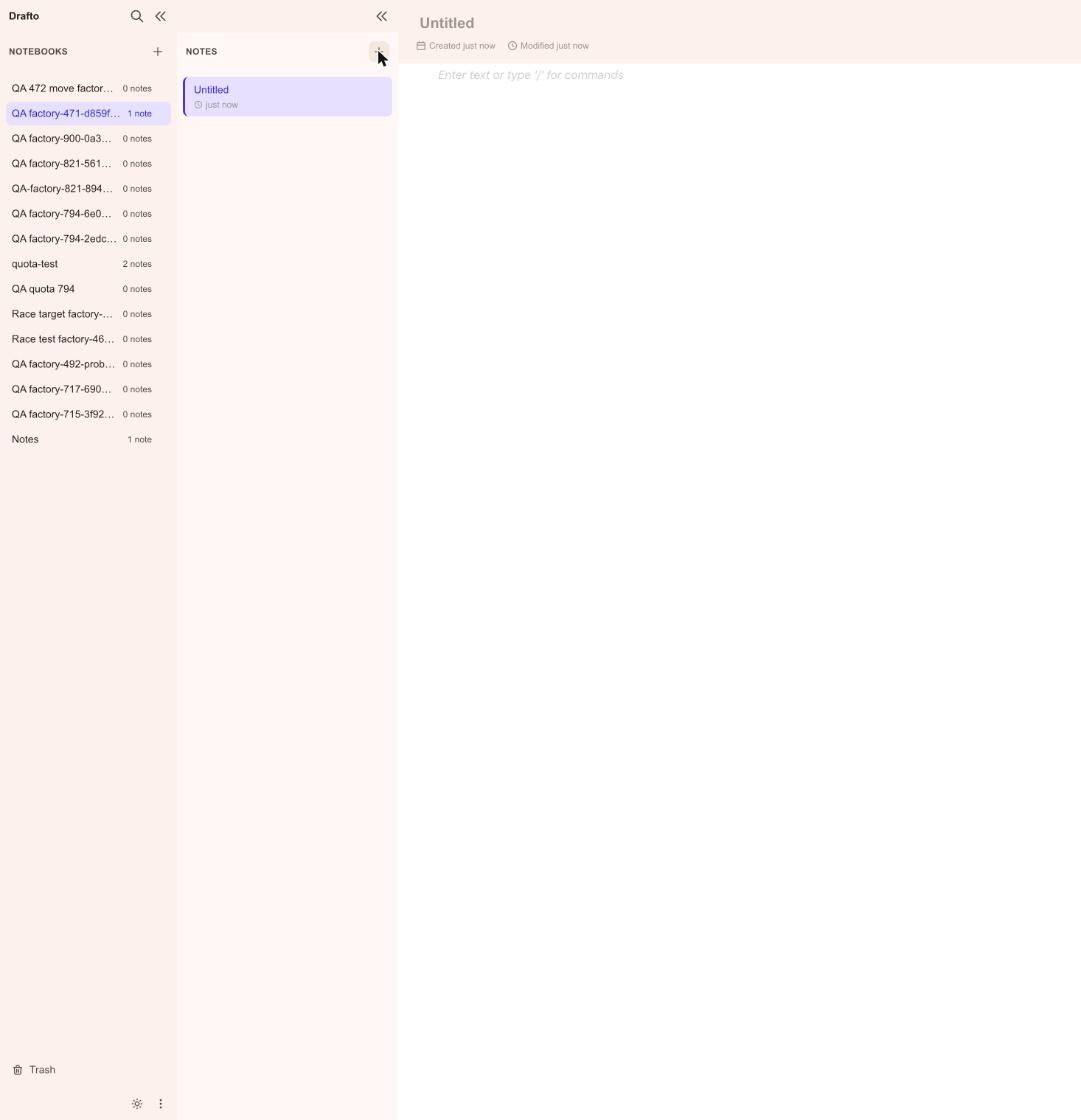 Drafto
NOTEBOOKS
QA 472 move factor… 0 notes
QA factory-471-d859f… 1 note
QA factory-900-0a3… 0 notes
QA factory-821-561… 0 notes
QA-factory-821-894… 0 notes
QA factory-794-6e0… 0 notes
QA factory-794-2edc… 0 notes
quota-test 2 notes
QA quota 794 0 notes
Race target factory-… 0 notes
Race test factory-46… 0 notes
QA factory-492-prob… 0 notes
QA factory-717-690… 0 notes
QA factory-715-3f92… 0 notes
Notes 1 note
Trash
NOTES
Untitled
just now
Untitled
Created just now Modified just now
Enter text or type '/' for commands